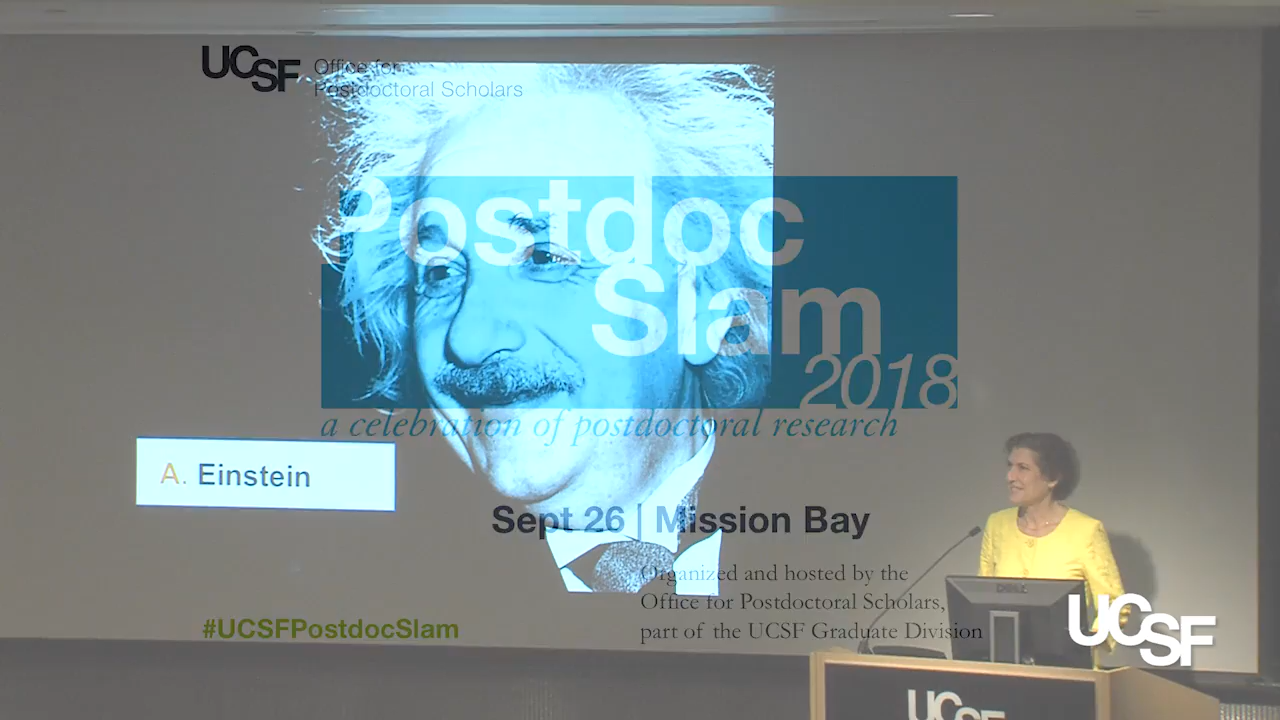 UCSF Office for
Postdoctoral Scholars
Postdoc
Slam
2018
a celebration of postdoctoral research
A. Einstein
Sept 26 | Mission Bay
Organized and hosted by the
Office for Postdoctoral Scholars,
part of the UCSF Graduate Division
#UCSFPostdocSlam
DELL
UCSF
UCSF